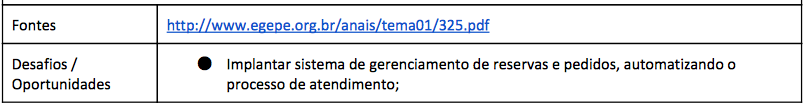 Fontes http://www.egepe.org.br/anais/tema01/325.pdf
Desafios / ● Implantar sistema de gerenciamento de reservas e pedidos, automatizando o
Oportunidades processo de atendimento;